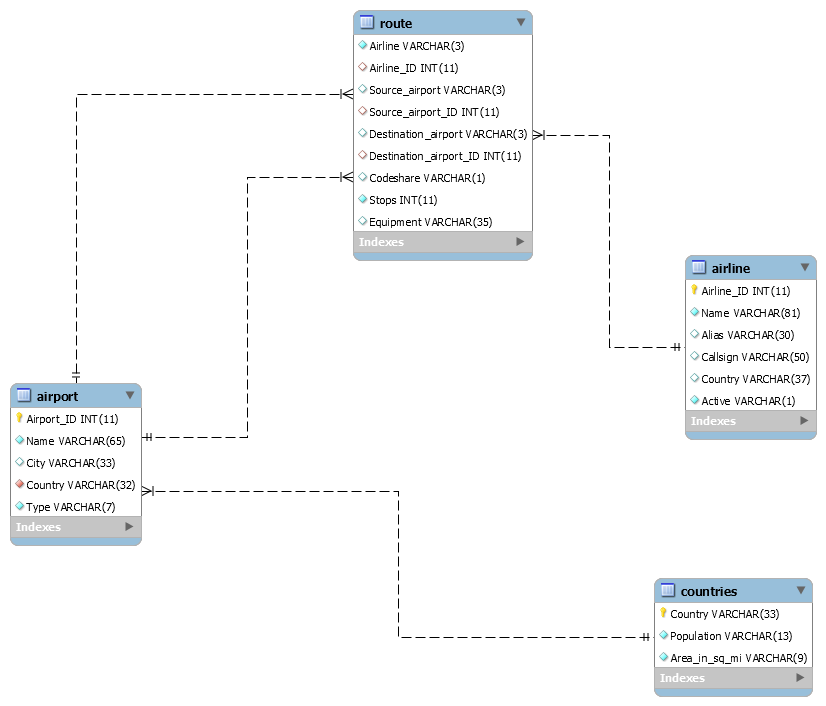 route
Airline VARCHAR(3)
Airline_ID INT(11)
Source_airport VARCHAR(3)
Source_airport_ID INT(11)
Destination_airport VARCHAR(3)
Destination_airport_ID INT(11)
Codeshare VARCHAR(1)
Stops INT(11)
Equipment VARCHAR(35)
Indexes
airline
Airline_ID INT(11)
Name VARCHAR(81)
Alias VARCHAR(30)
Callsign VARCHAR(50)
Country VARCHAR(37)
Active VARCHAR(1)
Indexes
airport
Airport_ID INT(11)
Name VARCHAR(65)
City VARCHAR(33)
Country VARCHAR(32)
Type VARCHAR(7)
Indexes
countries
Country VARCHAR(33)
Population VARCHAR(13)
Area_in_sq_mi VARCHAR(9)
Indexes